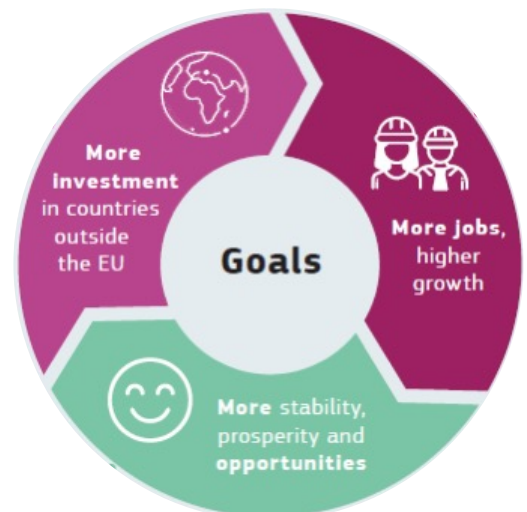 More
investment
in countries
outside
the EU
Goals
More jobs,
higher
growth
More stability,
prosperity and
opportunities